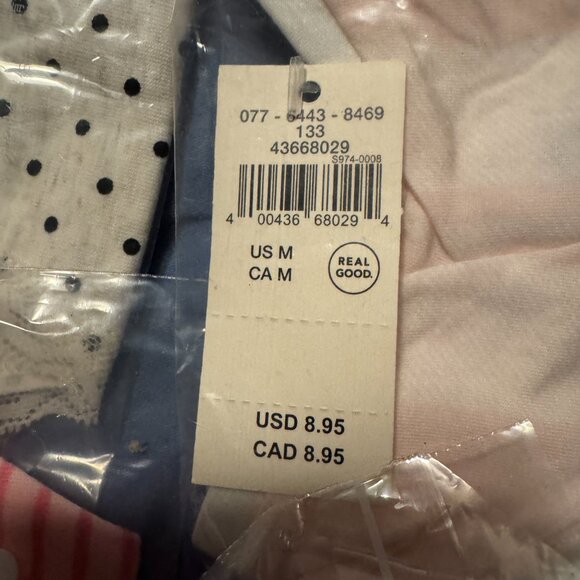 077 - 6443 - 8469
133
43668029
S974-0008
4 00436 68029 4
US M
CA M
REAL
GOOD.
USD 8.95
CAD 8.95